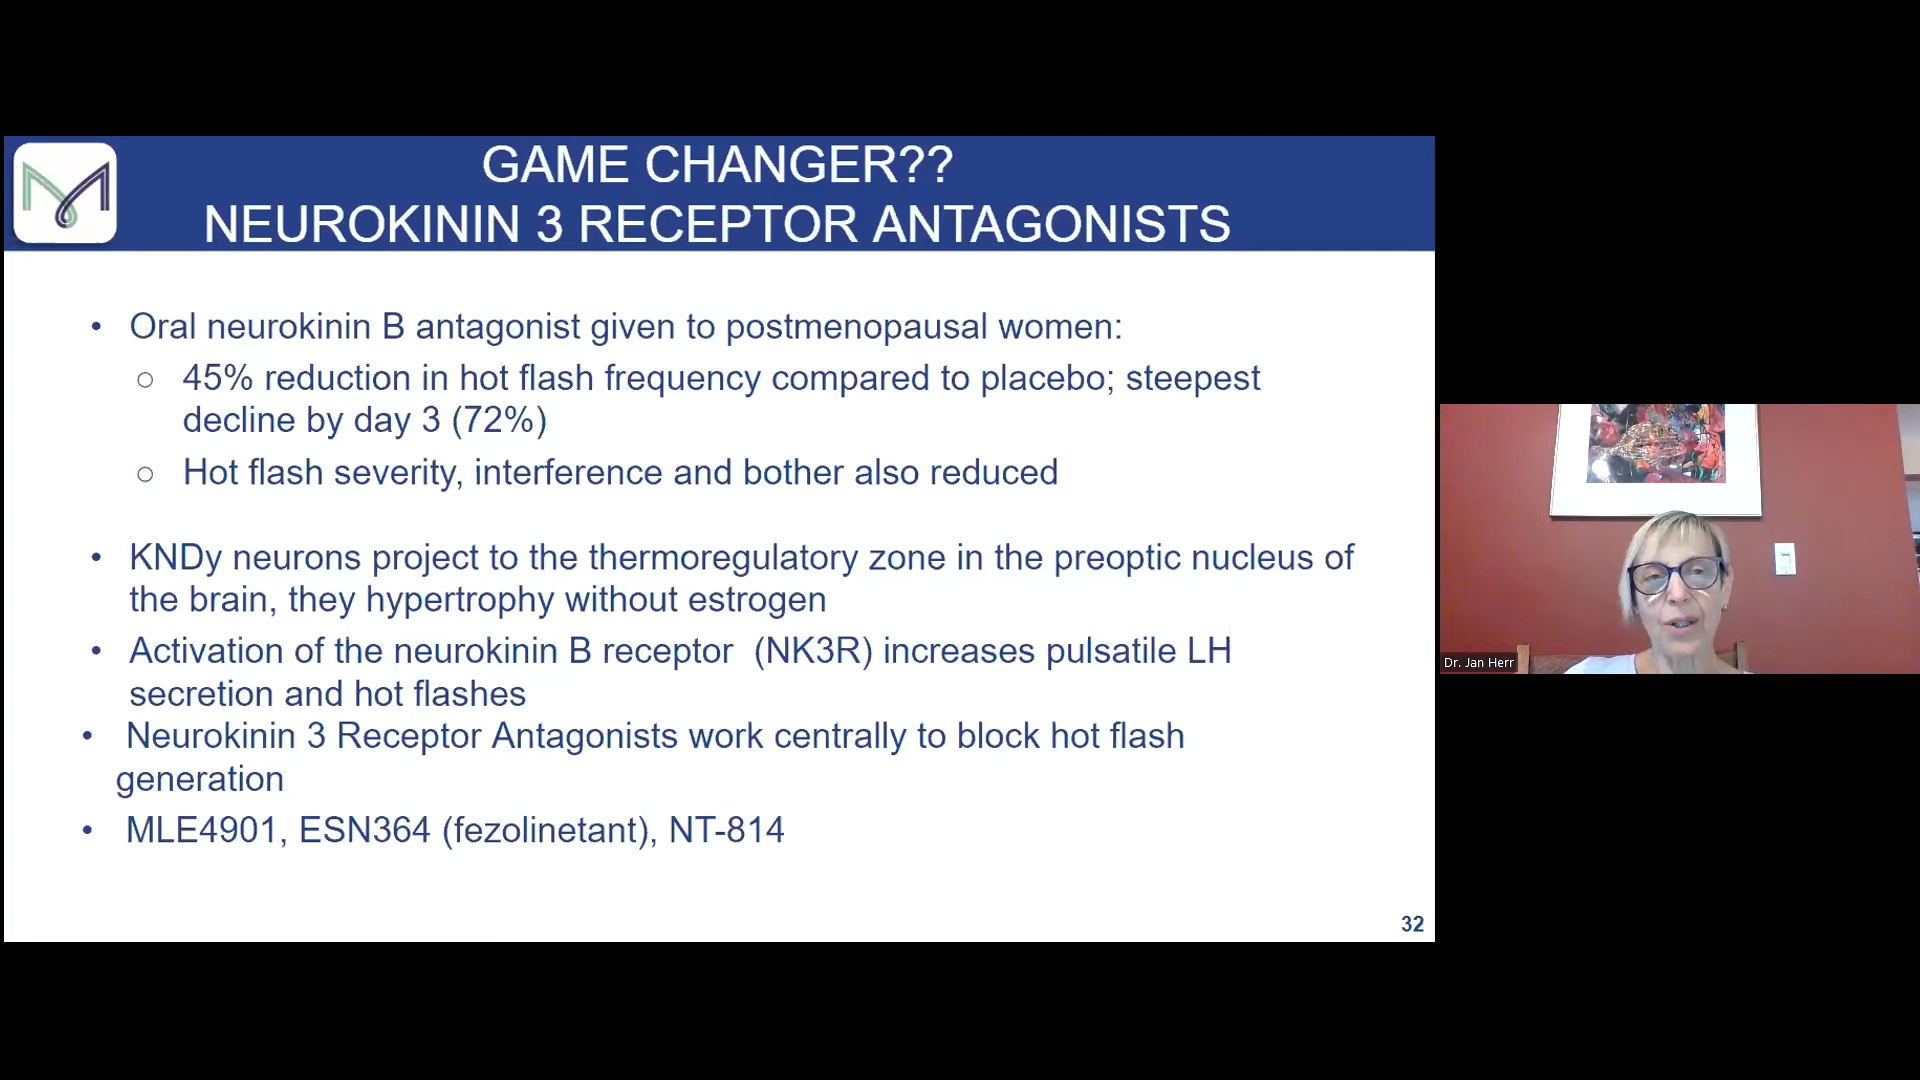 GAME CHANGER??
NEUROKININ 3 RECEPTOR ANTAGONISTS
• Oral neurokinin B antagonist given to postmenopausal women:
○ 45% reduction in hot flash frequency compared to placebo; steepest
decline by day 3 (72%)
○ Hot flash severity, interference and bother also reduced
• KNDy neurons project to the thermoregulatory zone in the preoptic nucleus of
the brain, they hypertrophy without estrogen
• Activation of the neurokinin B receptor (NK3R) increases pulsatile LH
secretion and hot flashes
• Neurokinin 3 Receptor Antagonists work centrally to block hot flash
generation
• MLE4901, ESN364 (fezolinetant), NT-814
32
Dr. Jan Herr